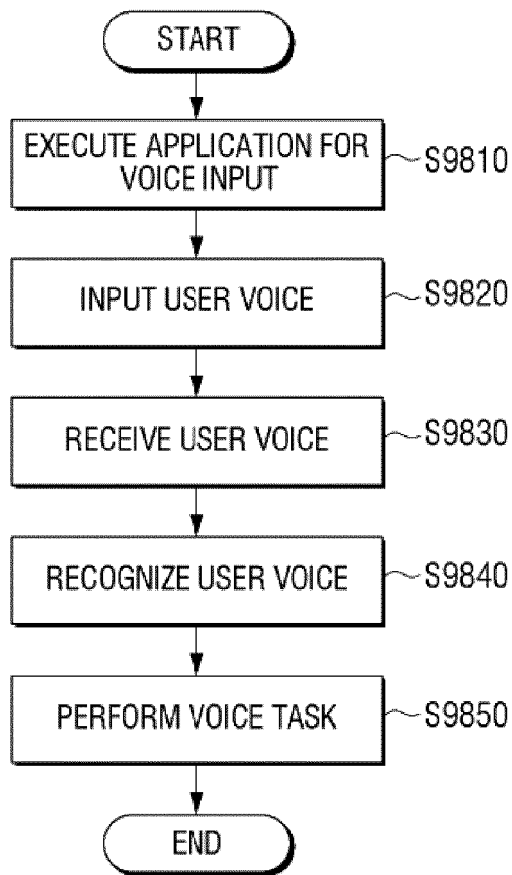 START
EXECUTE APPLICATION FOR
VOICE INPUT
S9810
INPUT USER VOICE
S9820
RECEIVE USER VOICE
S9830
RECOGNIZE USER VOICE
S9840
PERFORM VOICE TASK
S9850
END